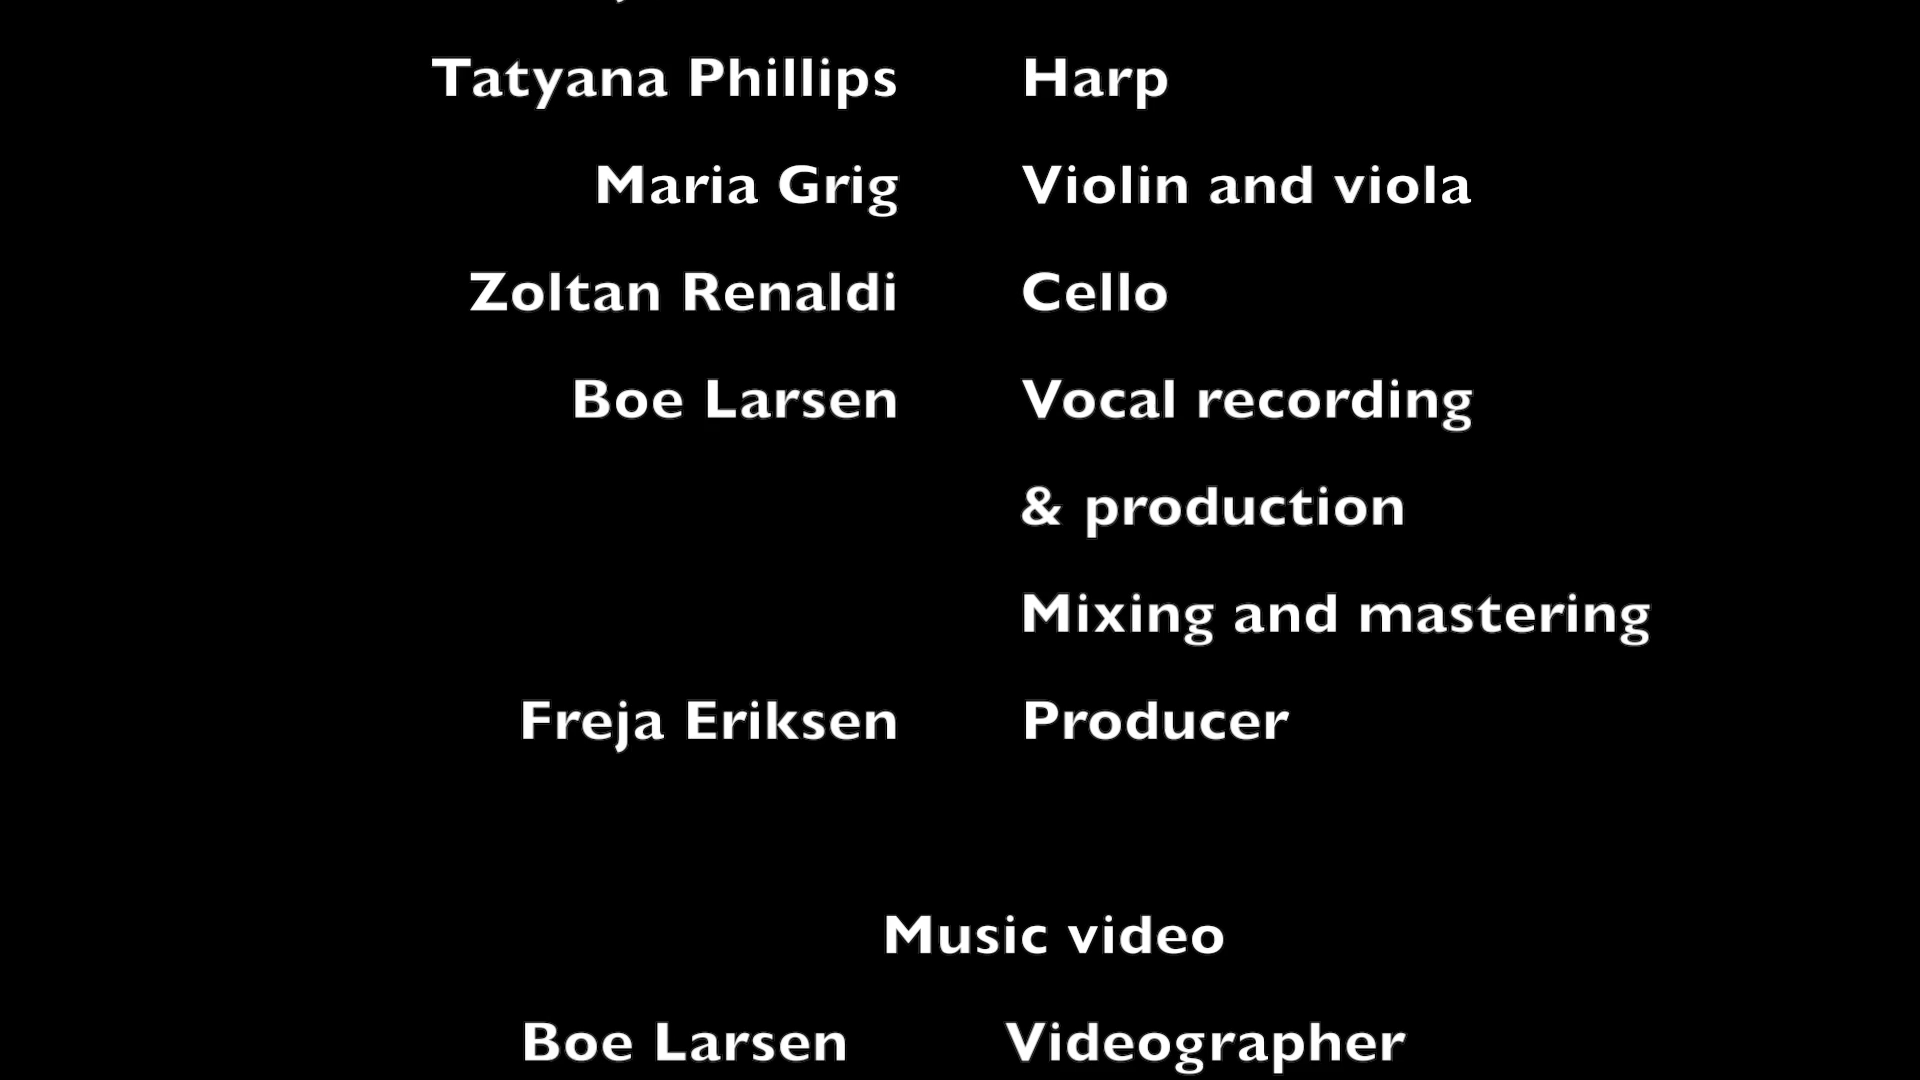 Tatyana Phillips Harp
Maria Grig Violin and viola
Zoltan Renaldi Cello
Boe Larsen Vocal recording
& production
Mixing and mastering
Freja Eriksen Producer
Music video
Boe Larsen Videographer